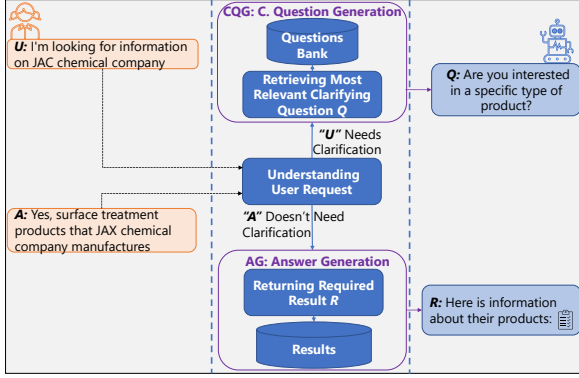 CQG: C. Question Generation
U: I'm looking for information
on JAC chemical company
Questions
Bank
Retrieving Most
Relevant Clarifying
Question Q
Q: Are you interested
in a specific type of
product?
"U" Needs
Clarification
Understanding
User Request
A: Yes, surface treatment
products that JAX chemical
company manufactures
"A" Doesn't Need
Clarification
AG: Answer Generation
Returning Required
Result R
R: Here is information
about their products:
Results